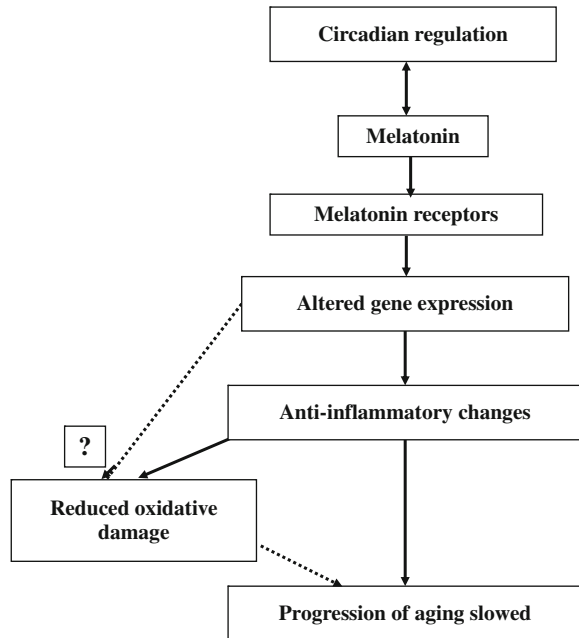 Circadian regulation
Melatonin
Melatonin receptors
Altered gene expression
Anti-inflammatory changes
?
Reduced oxidative
damage
Progression of aging slowed